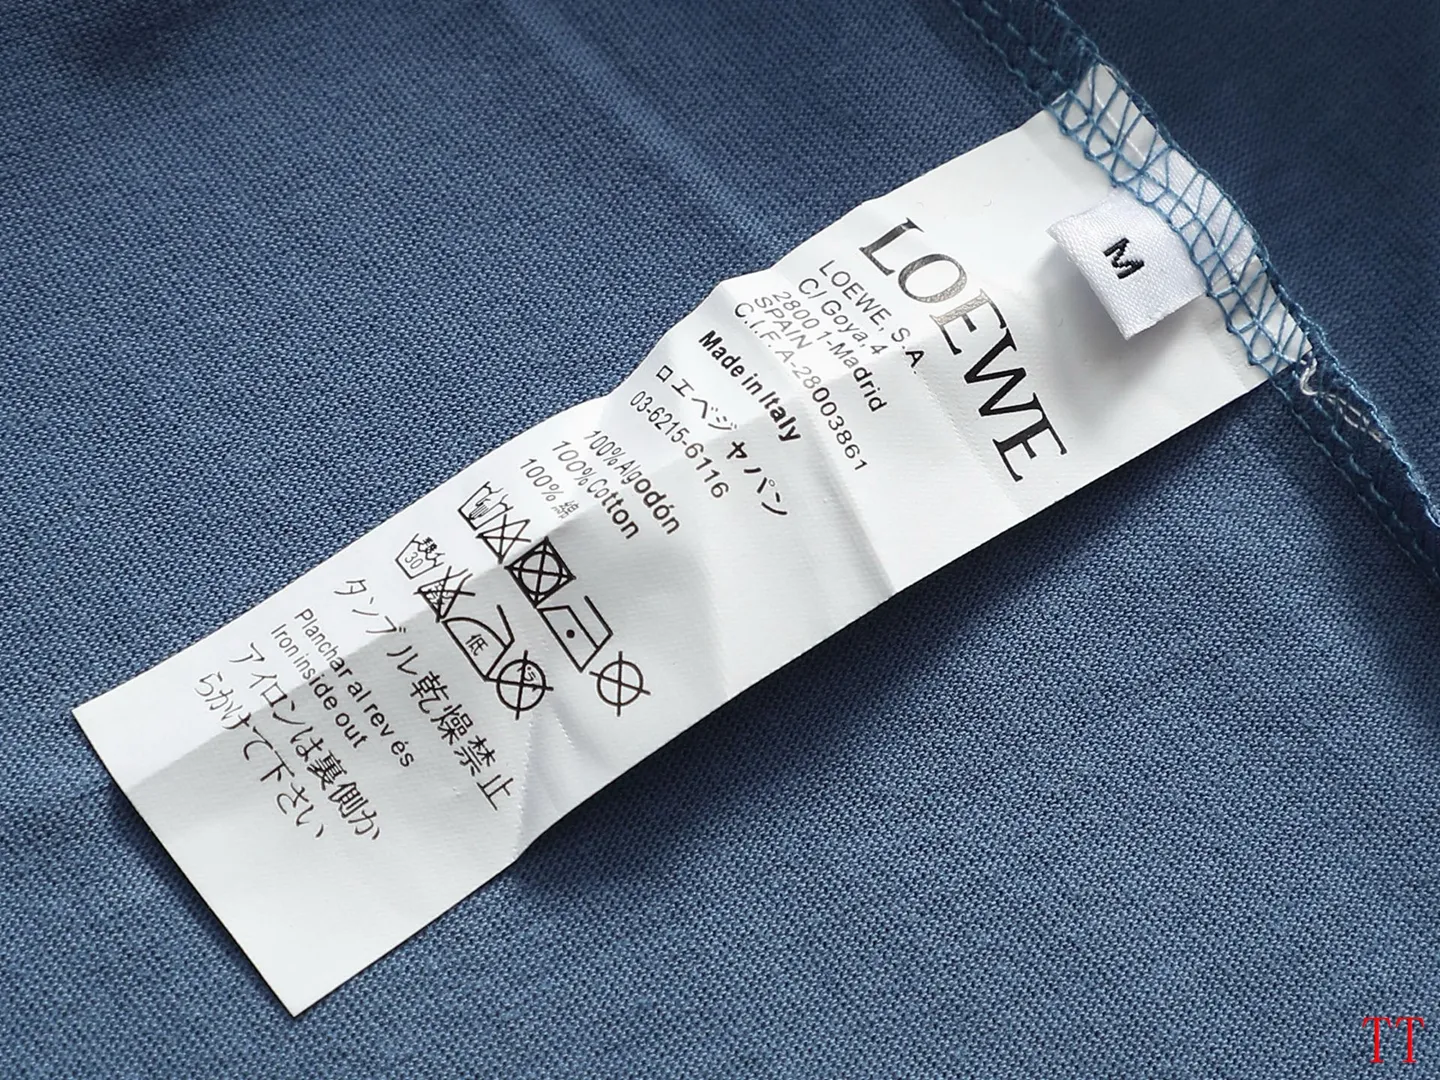 M
LOEWE
LOEWE, S.A.
C/ Goya, 4
28001-Madrid
SPAIN
C.I.F. A-28003861
Made in Italy
ロエベジャパン
03-6215-6116
100% Algodón
100% Cotton
100% 綿
30
低
タンブル乾燥禁止
Planchar al revés
Iron inside out
アイロンは裏側か
らかけて下さい
TT